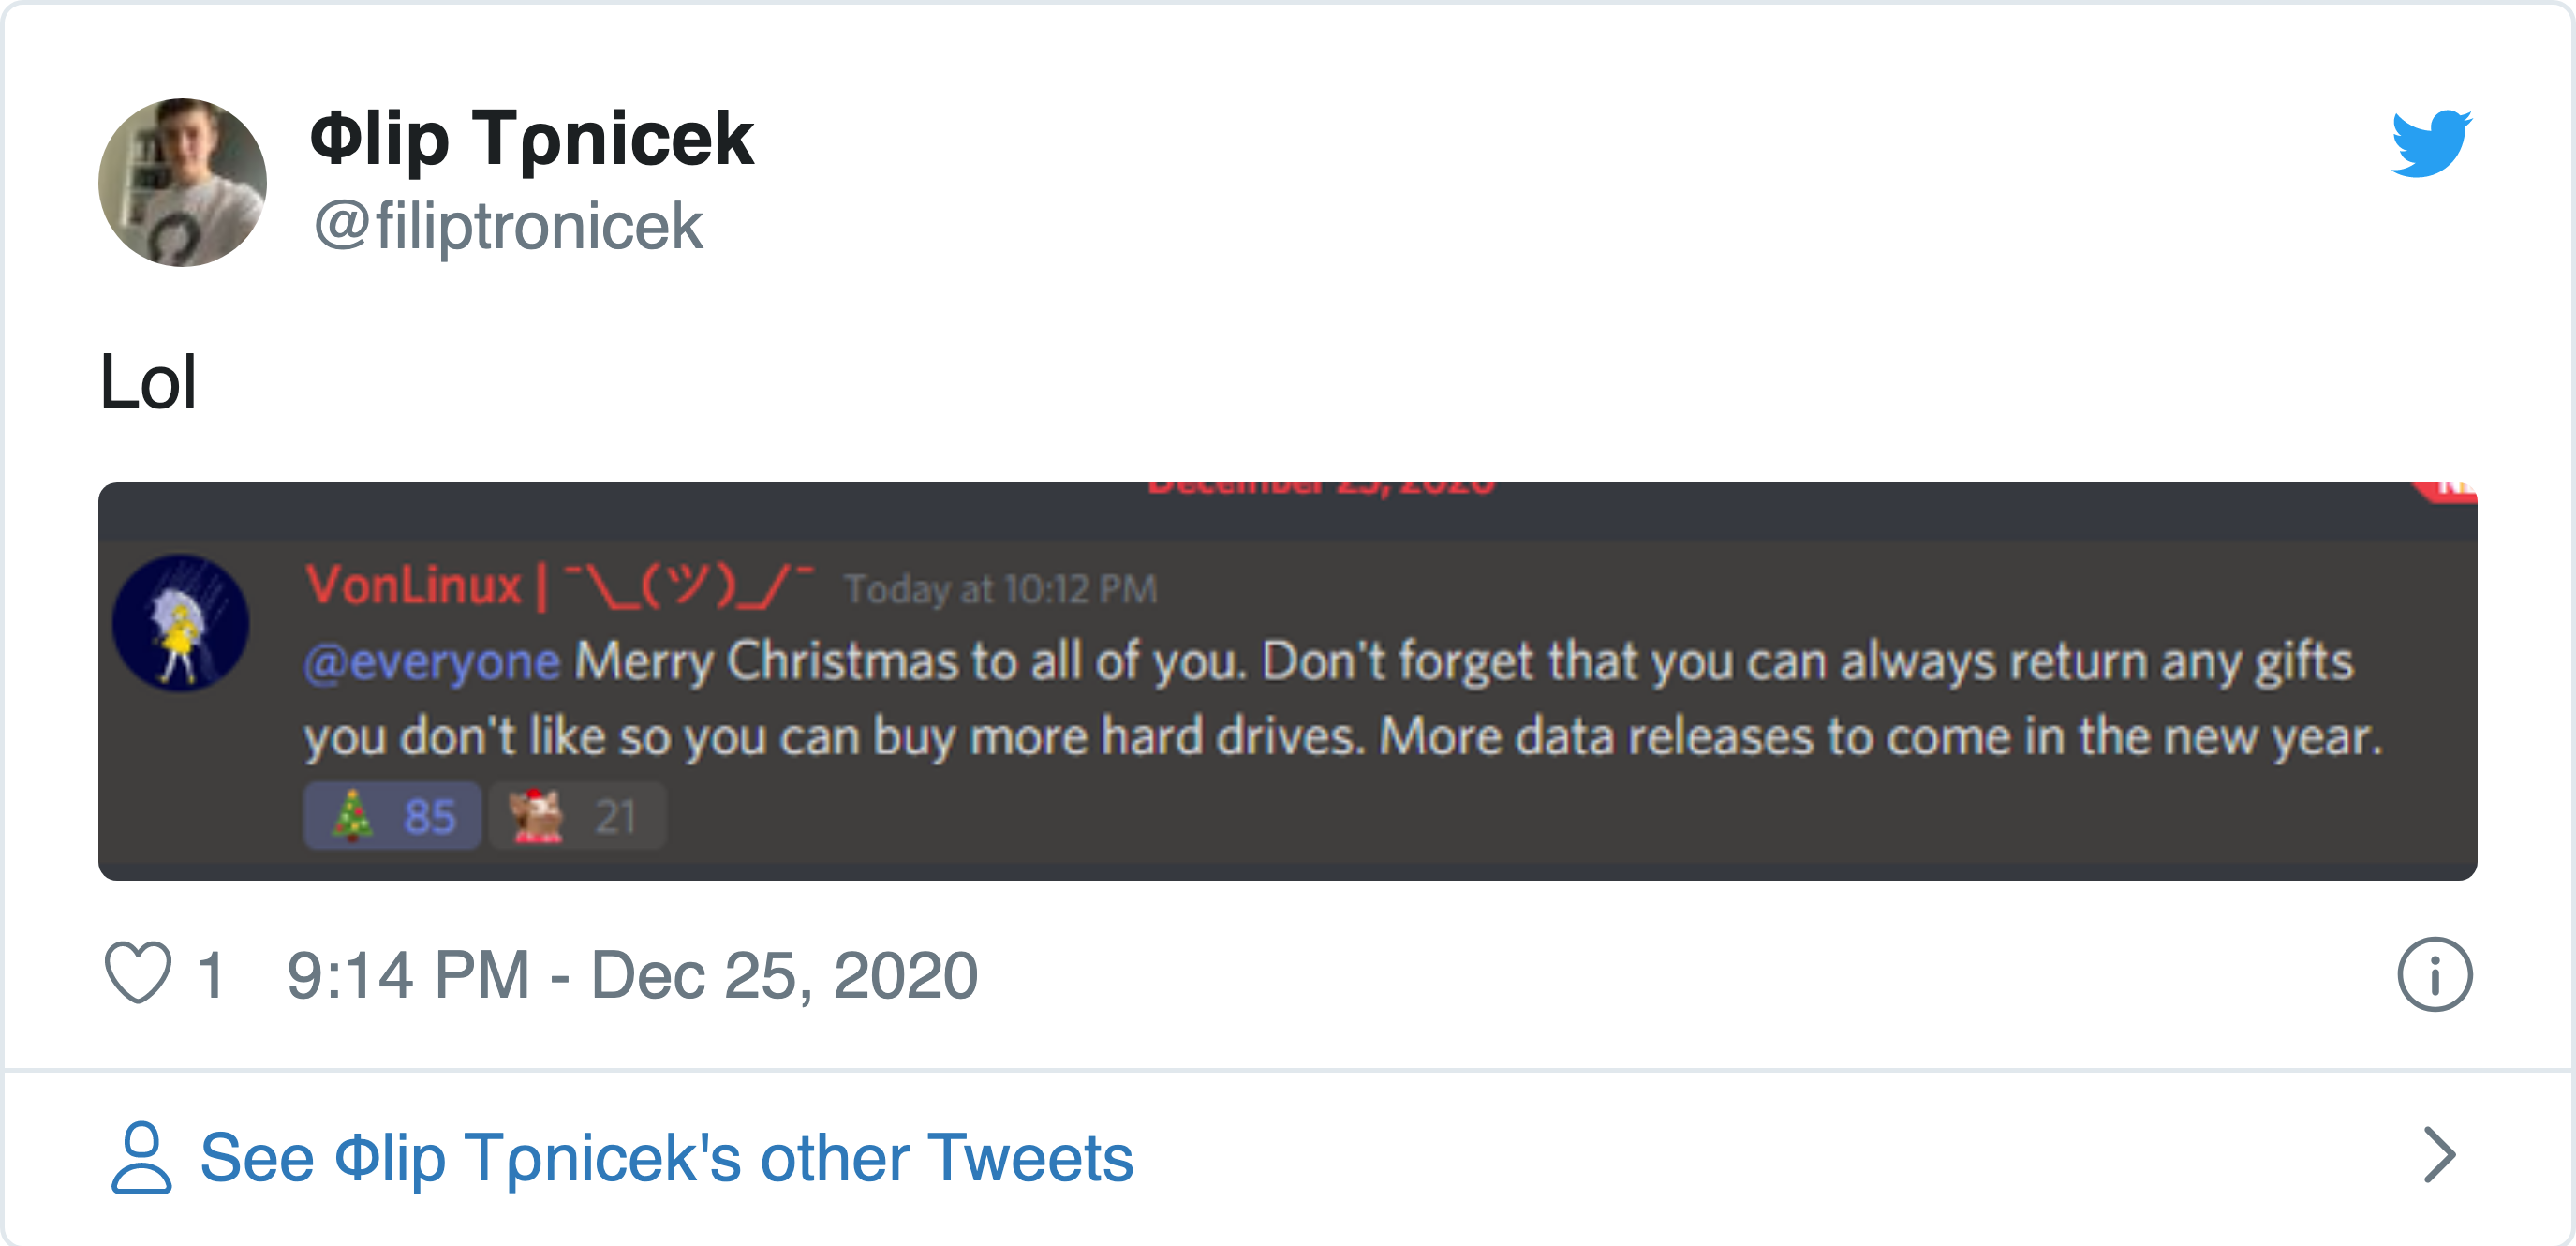 Φlip Tρnicek
@filiptronicek
Lol
December 25, 2020
VonLinux | ¯\_(ツ)_/¯ Today at 10:12 PM
@everyone Merry Christmas to all of you. Don't forget that you can always return any gifts
you don't like so you can buy more hard drives. More data releases to come in the new year.
85 21
1 9:14 PM - Dec 25, 2020
See Φlip Tρnicek's other Tweets